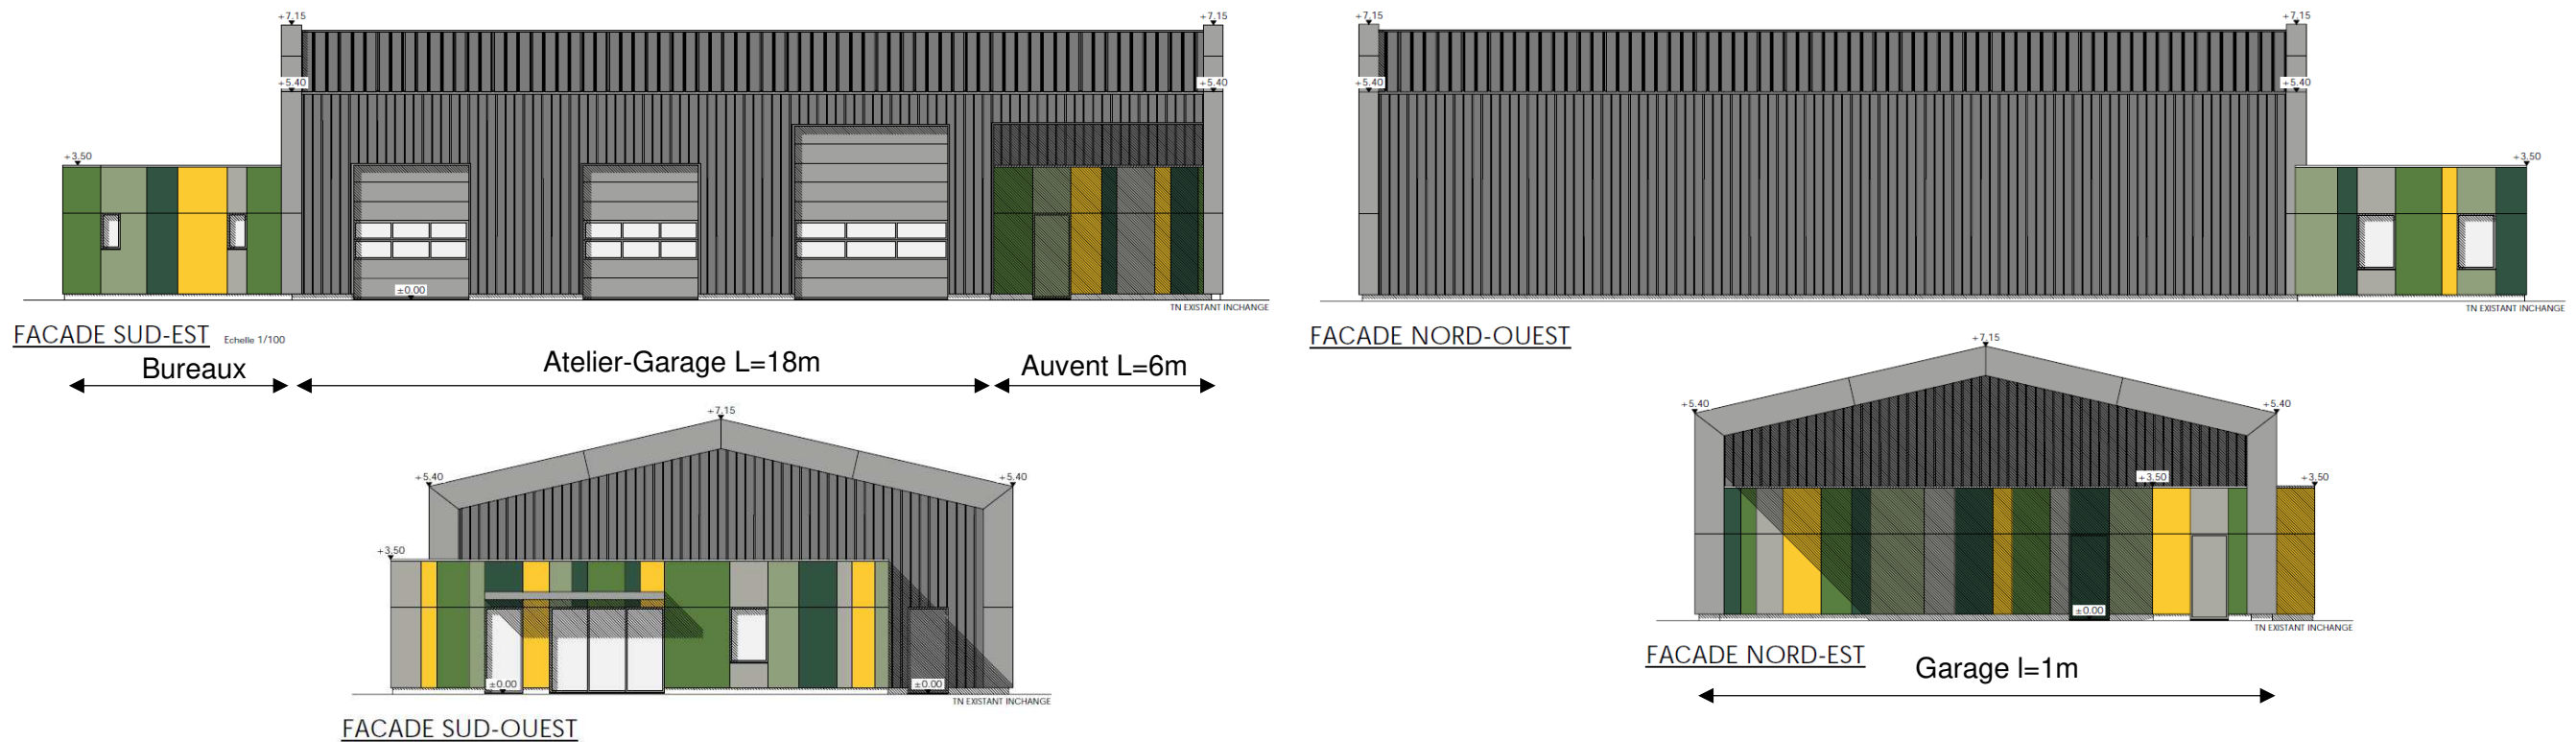 +7.15
+7.15
+5.40
+5.40
+3.50
±0.00
TN EXISTANT INCHANGE
FACADE SUD-EST Echelle 1/100
Bureaux
Atelier-Garage L=18m
Auvent L=6m
+7.15
+7.15
+5.40
+5.40
+3.50
TN EXISTANT INCHANGE
FACADE NORD-OUEST
+7.15
+5.40
+5.40
+3.50
±0.00
±0.00
TN EXISTANT INCHANGE
FACADE SUD-OUEST
+7.15
+5.40
+5.40
+3.50
+3.50
±0.00
TN EXISTANT INCHANGE
FACADE NORD-EST
Garage l=1m